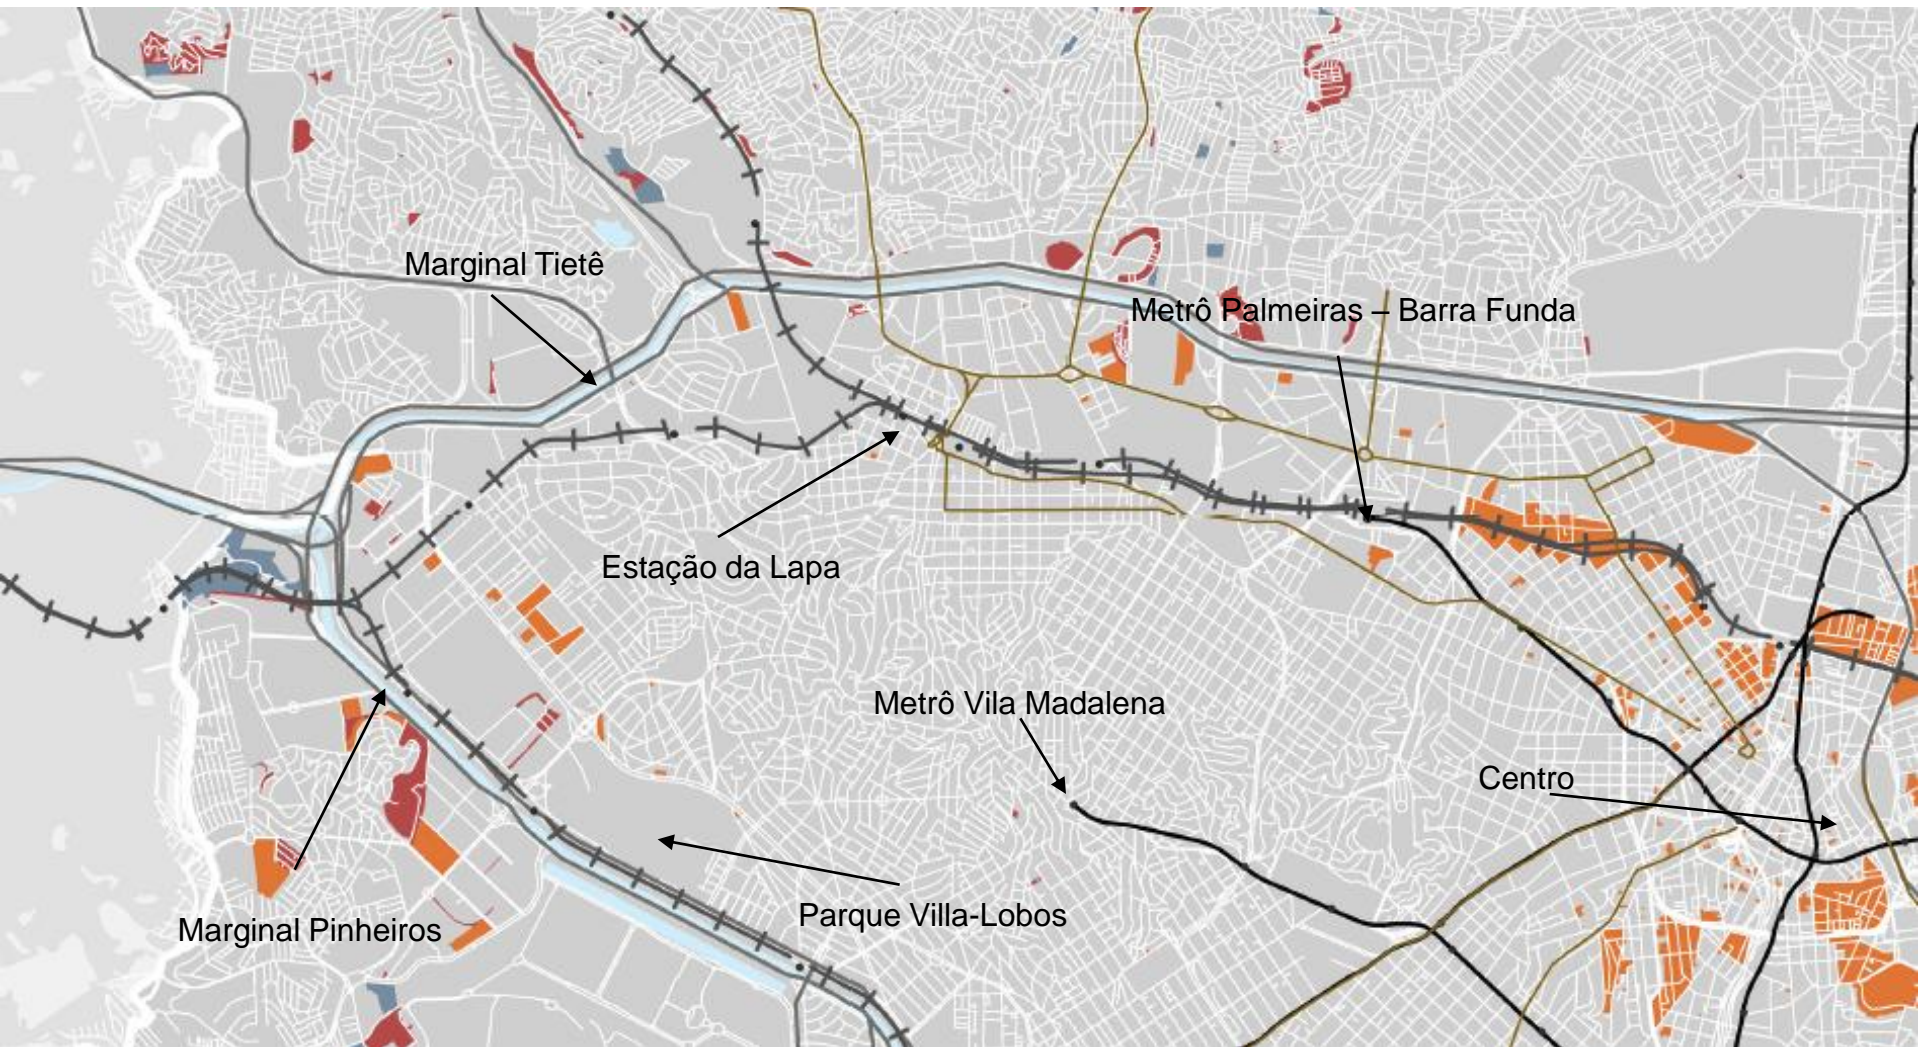 Marginal Tietê
Metrô Palmeiras – Barra Funda
Estação da Lapa
Metrô Vila Madalena
Centro
Parque Villa-Lobos
Marginal Pinheiros